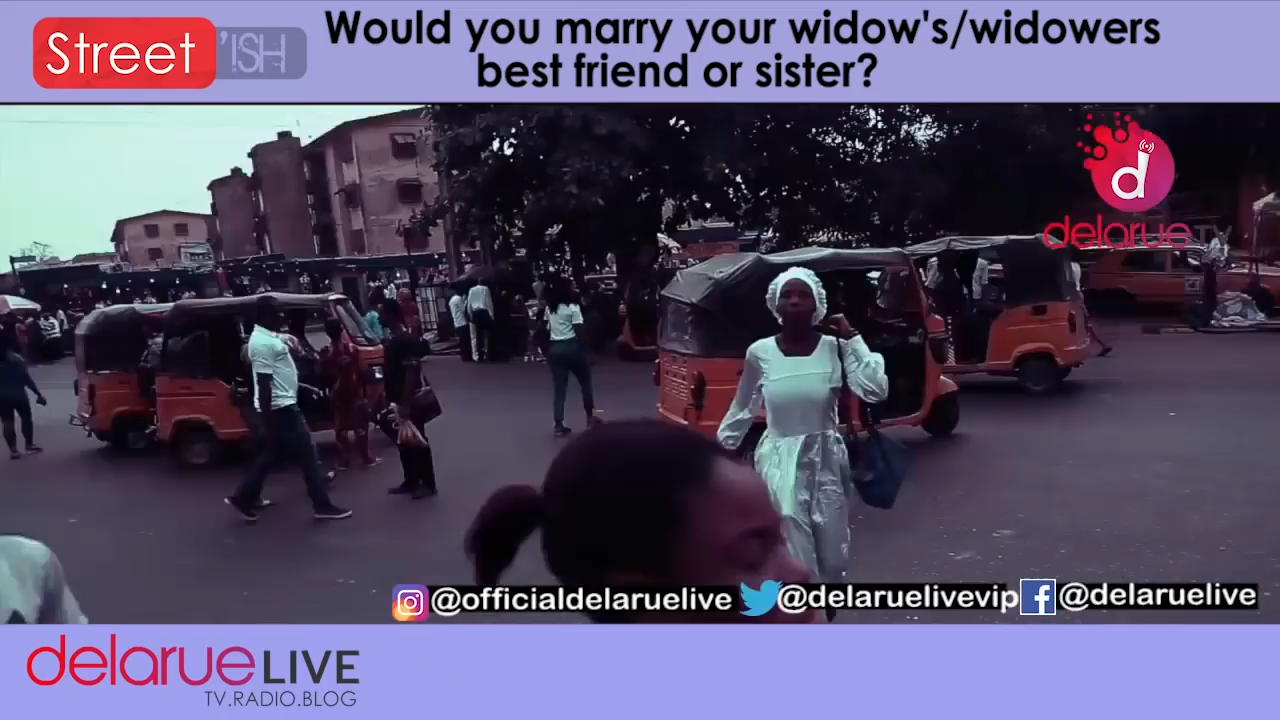 Street 'ISH
Would you marry your widow's/widowers
best friend or sister?
d
delarue TV
@officialdelaruelive @delaruelivevip @delaruelive
delarue LIVE
TV.RADIO.BLOG